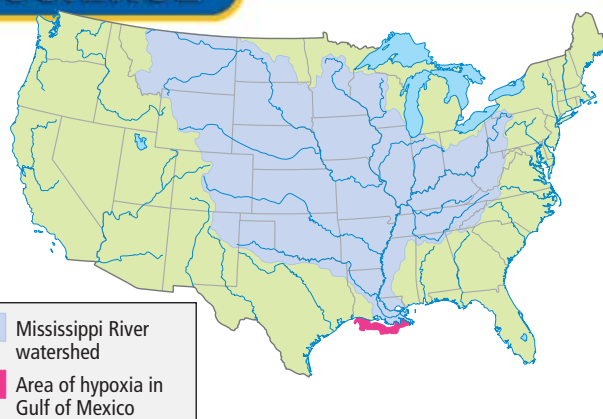 Mississippi River
watershed
Area of hypoxia in
Gulf of Mexico